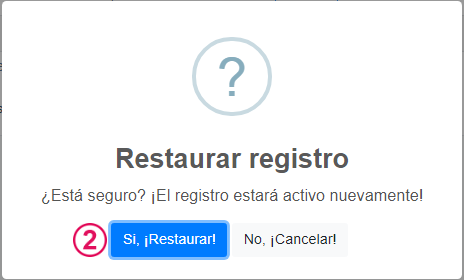 ?
Restaurar registro
¿Está seguro? ¡El registro estará activo nuevamente!
2 Si, ¡Restaurar! No, ¡Cancelar!